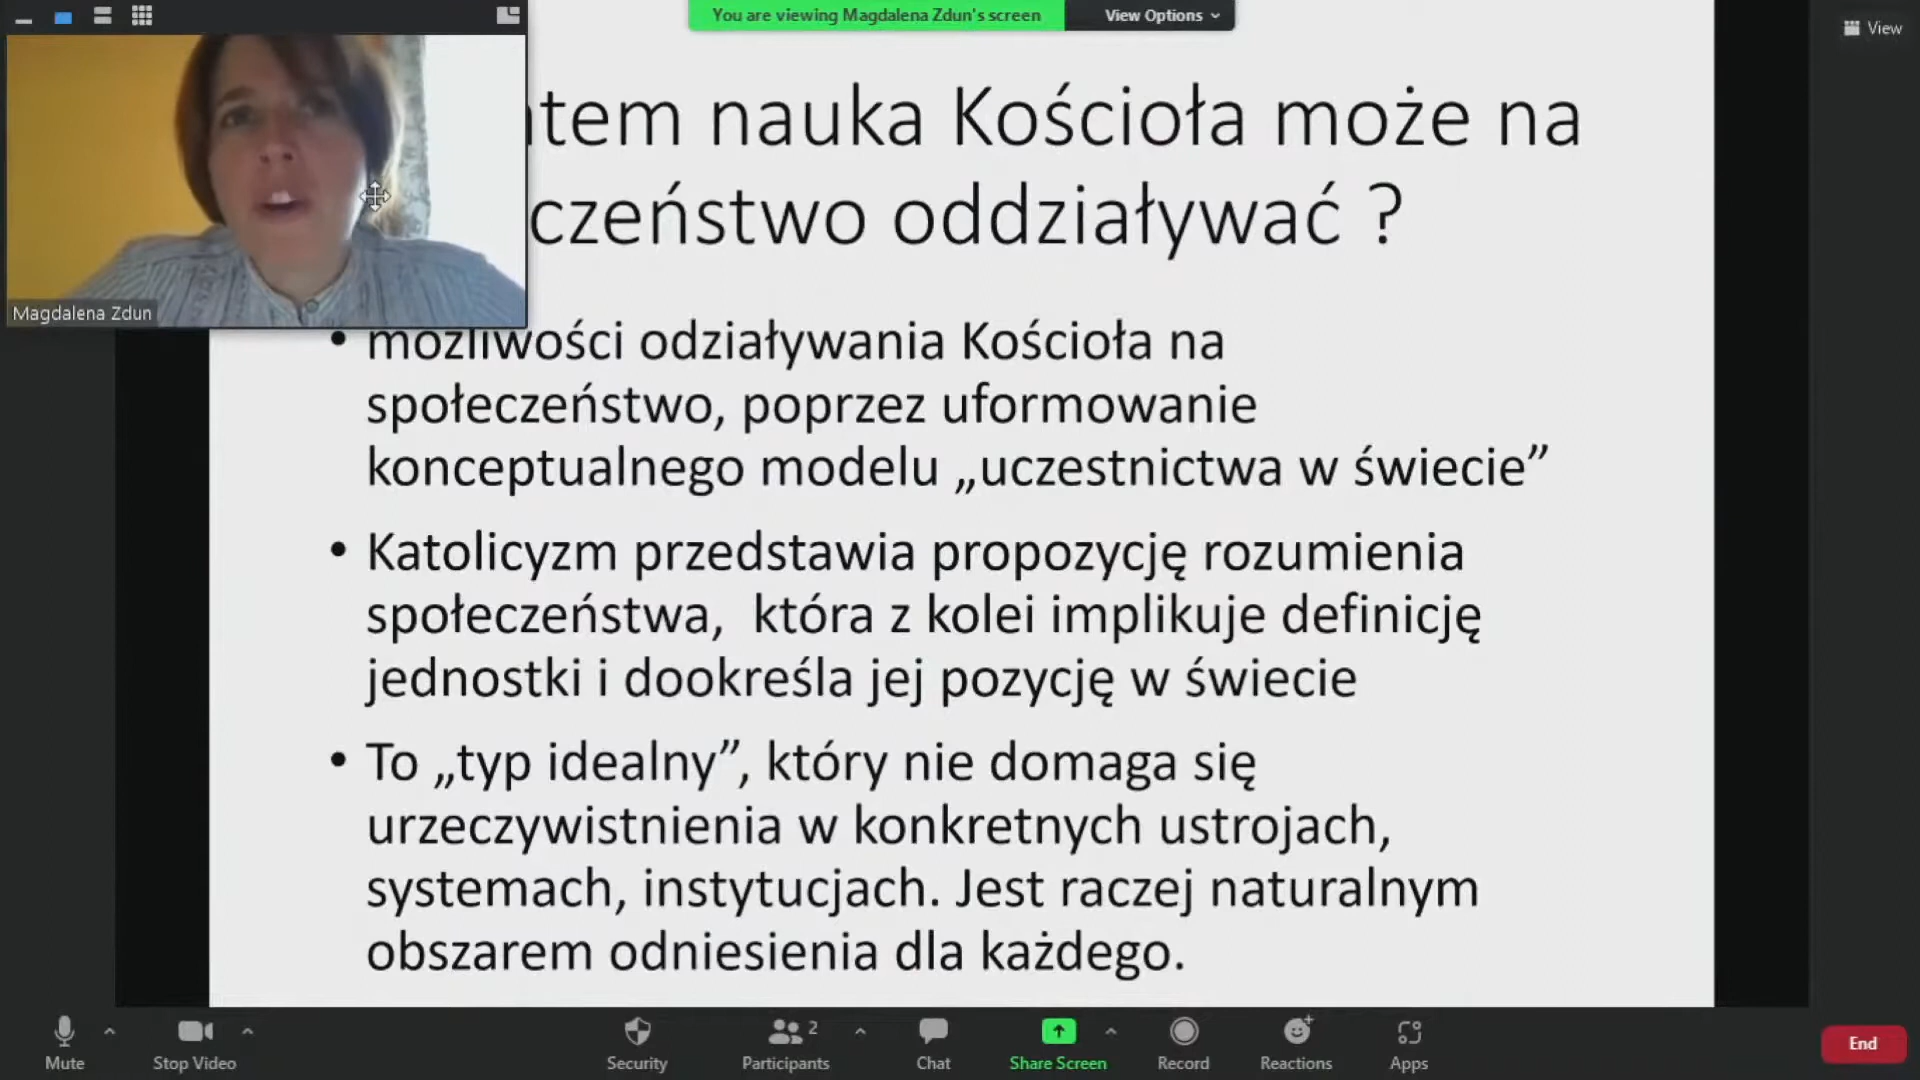 You are viewing Magdalena Zdun's screen
View Options
View
tem nauka Kościoła może na
czeństwo oddziaływać ?
Magdalena Zdun
• możliwości odziaływania Kościoła na
społeczeństwo, poprzez uformowanie
konceptualnego modelu „uczestnictwa w świecie”
• Katolicyzm przedstawia propozycję rozumienia
społeczeństwa, która z kolei implikuje definicję
jednostki i dookreśla jej pozycję w świecie
• To „typ idealny”, który nie domaga się
urzeczywistnienia w konkretnych ustrojach,
systemach, instytucjach. Jest raczej naturalnym
obszarem odniesienia dla każdego.
2
Mute
Stop Video
Security
Participants
Chat
Share Screen
Record
Reactions
Apps
End